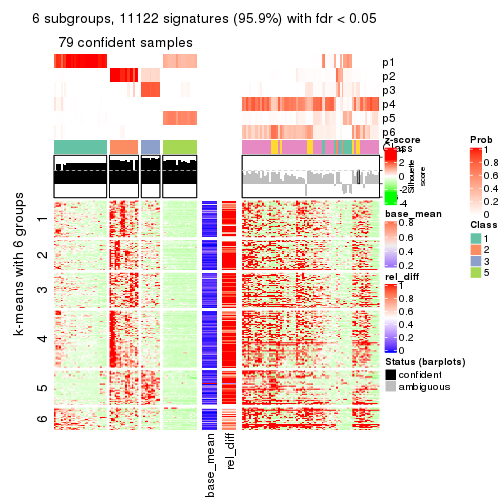 6 subgroups, 11122 signatures (95.9%) with fdr < 0.05
79 confident samples
p1
p2
p3
p4
p5
p6
Class
Silhouette
score
k-means with 6 groups
1
2
3
4
5
6
base_mean
rel_diff
z-score
4
2
0
-2
-4
base_mean
0.8
0.6
0.4
0.2
rel_diff
1
0.8
0.6
0.4
0.2
0
Status (barplots)
confident
ambiguous
Prob
1
0.8
0.6
0.4
0.2
0
Class
1
2
3
5